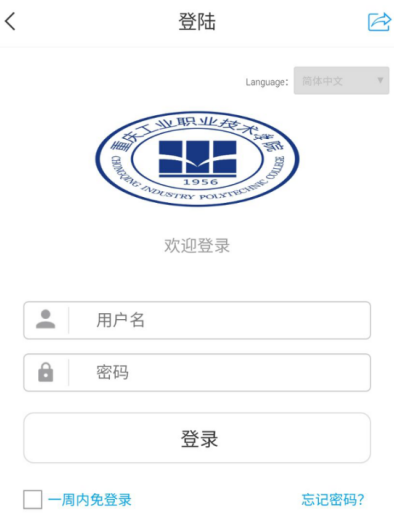 登陆
Language: 简体中文
重庆工业职业技术学院
1956
CHONGQING INDUSTRY POLYTECHNIC COLLEGE
欢迎登录
用户名
密码
登录
一周内免登录 忘记密码?